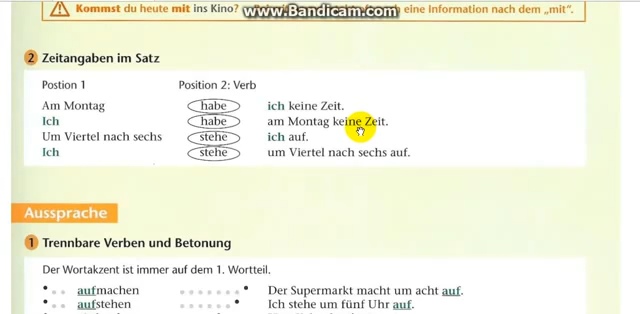 www.Bandicam.com
Kommst du heute mit ins Kino? eine Information nach dem „mit“.
2 Zeitangaben im Satz
Postion 1 Position 2: Verb
Am Montag habe ich keine Zeit.
Ich habe am Montag keine Zeit.
Um Viertel nach sechs stehe ich auf.
Ich stehe um Viertel nach sechs auf.
Aussprache
1 Trennbare Verben und Betonung
Der Wortakzent ist immer auf dem 1. Wortteil.
aufmachen Der Supermarkt macht um acht auf.
aufstehen Ich stehe um fünf Uhr auf.